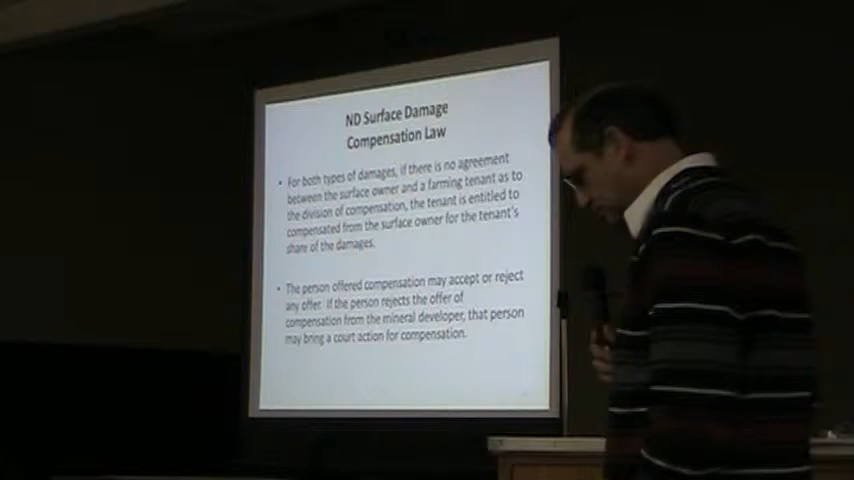 ND Surface Damage
Compensation Law
• For both types of damages, if there is no agreement
between the surface owner and a farming tenant as to
the division of compensation, the tenant is entitled to
compensated from the surface owner for the tenant's
share of the damages.
• The person offered compensation may accept or reject
any offer. If the person rejects the offer of
compensation from the mineral developer, that person
may bring a court action for compensation.